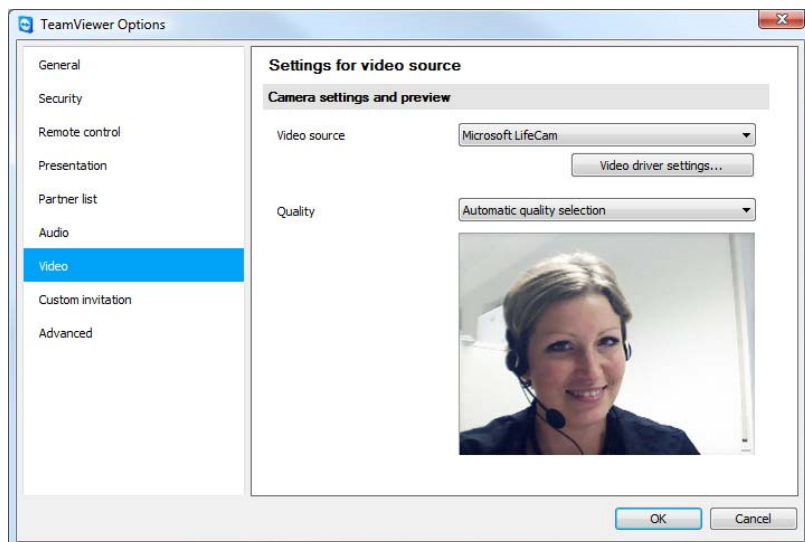 TeamViewer Options
General
Security
Remote control
Presentation
Partner list
Audio
Video
Custom invitation
Advanced
Settings for video source
Camera settings and preview
Video source
Microsoft LifeCam
Video driver settings...
Quality
Automatic quality selection
OK
Cancel